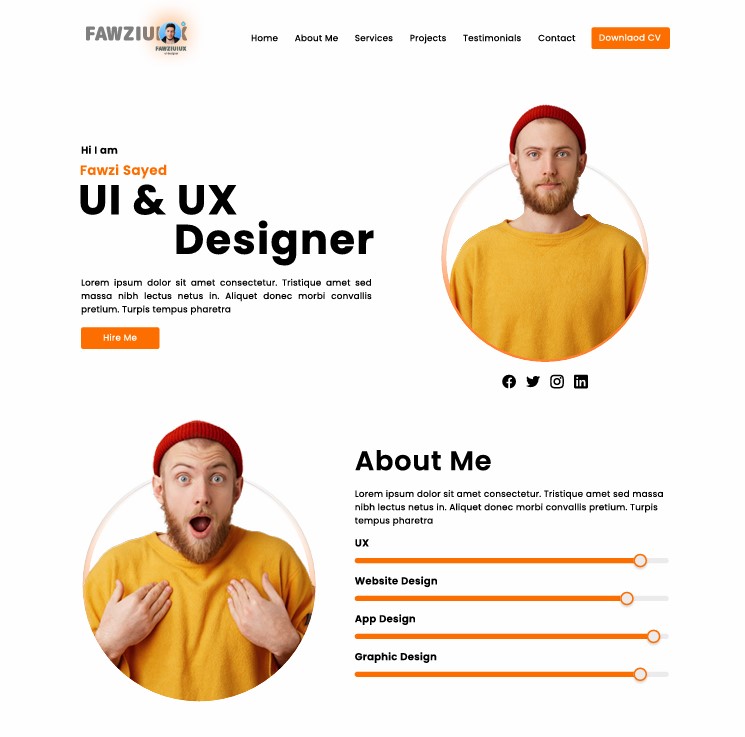 FAWZIUIUX
FAWZIUIUX
Home
About Me
Services
Projects
Testimonials
Contact
Downlaod CV
Hi I am
Fawzi Sayed
UI & UX
Designer
Lorem ipsum dolor sit amet consectetur. Tristique amet sed
massa nibh lectus netus in. Aliquet donec morbi convallis
pretium. Turpis tempus pharetra
Hire Me
About Me
Lorem ipsum dolor sit amet consectetur. Tristique amet sed massa
nibh lectus netus in. Aliquet donec morbi convallis pretium. Turpis
tempus pharetra
UX
Website Design
App Design
Graphic Design